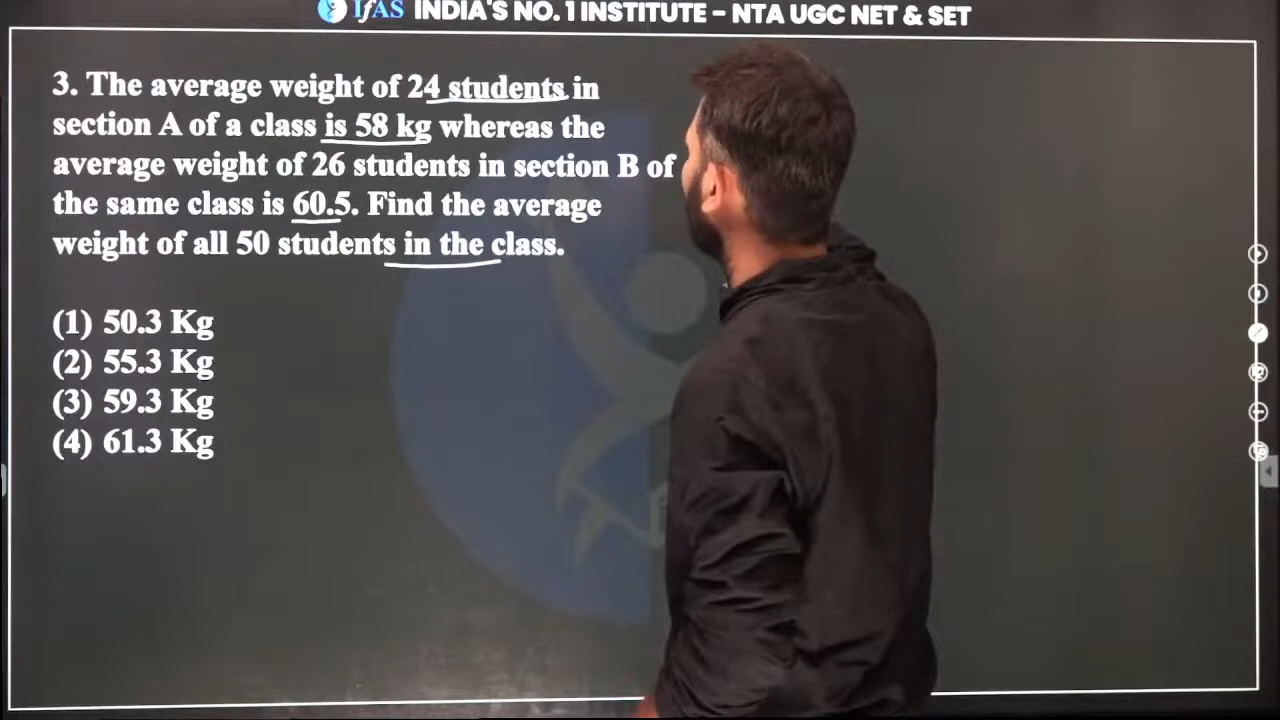 IfAS INDIA'S NO. 1 INSTITUTE – NTA UGC NET & SET
3. The average weight of 24 students in
section A of a class is 58 kg whereas the
average weight of 26 students in section B of
the same class is 60.5. Find the average
weight of all 50 students in the class.
(1) 50.3 Kg
(2) 55.3 Kg
(3) 59.3 Kg
(4) 61.3 Kg